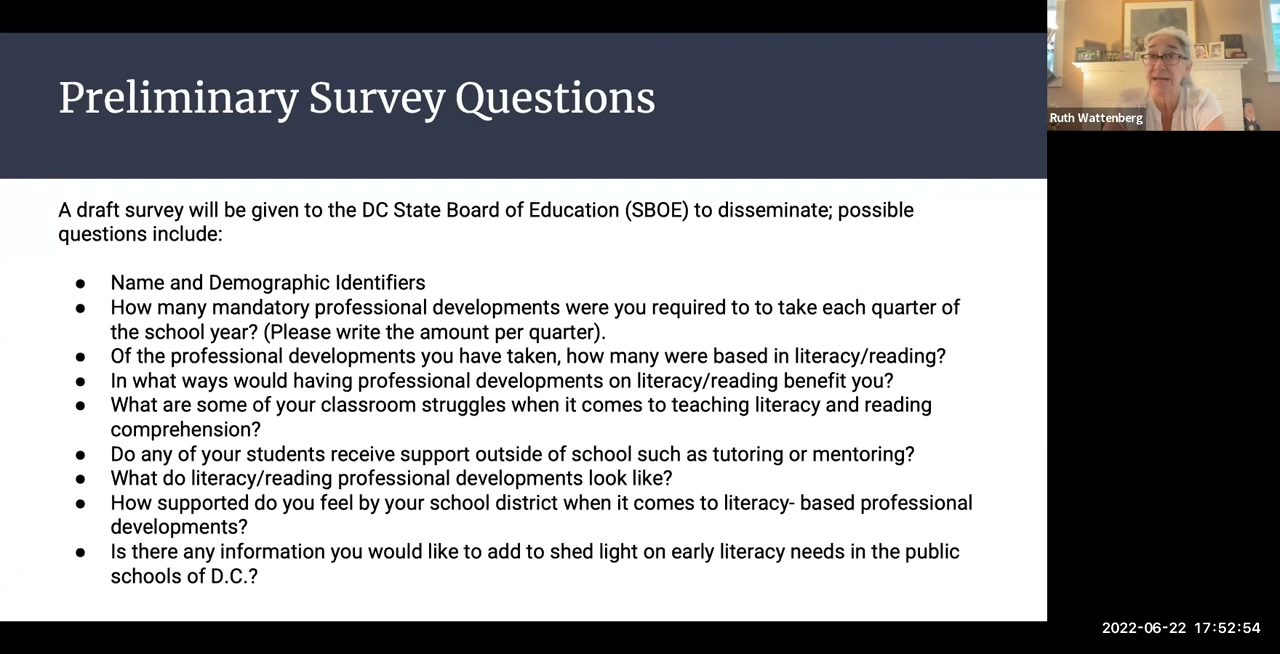 Preliminary Survey Questions
Ruth Wattenberg
A draft survey will be given to the DC State Board of Education (SBOE) to disseminate; possible
questions include:
● Name and Demographic Identifiers
● How many mandatory professional developments were you required to to take each quarter of
the school year? (Please write the amount per quarter).
● Of the professional developments you have taken, how many were based in literacy/reading?
● In what ways would having professional developments on literacy/reading benefit you?
● What are some of your classroom struggles when it comes to teaching literacy and reading
comprehension?
● Do any of your students receive support outside of school such as tutoring or mentoring?
● What do literacy/reading professional developments look like?
● How supported do you feel by your school district when it comes to literacy- based professional
developments?
● Is there any information you would like to add to shed light on early literacy needs in the public
schools of D.C.?
2022-06-22 17:52:54